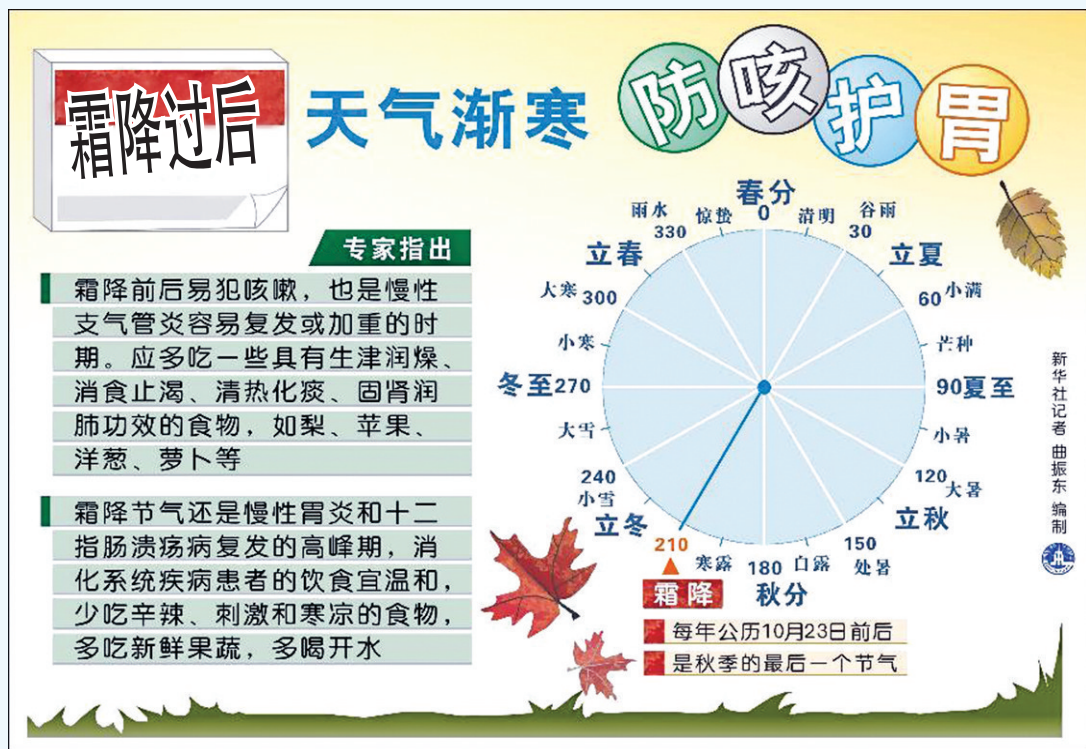 霜降过后
天气渐寒
防咳护胃
专家指出
霜降前后易犯咳嗽,也是慢性
支气管炎容易复发或加重的时
期。应多吃一些具有生津润燥、
消食止渴、清热化痰、固肾润
肺功效的食物,如梨、苹果、
洋葱、萝卜等
霜降节气还是慢性胃炎和十二
指肠溃疡病复发的高峰期,消
化系统疾病患者的饮食宜温和,
少吃辛辣、刺激和寒凉的食物,
多吃新鲜果蔬,多喝开水
春分
0
清明
谷雨
30
立夏
60
小满
芒种
90
夏至
小暑
120
大暑
立秋
150
处暑
白露
180
秋分
寒露
210
霜降
立冬
小雪
240
大雪
冬至
270
小寒
大寒
300
立春
雨水
330
惊蛰
每年公历10月23日前后
是秋季的最后一个节气
新华社记者 曲振东 编制